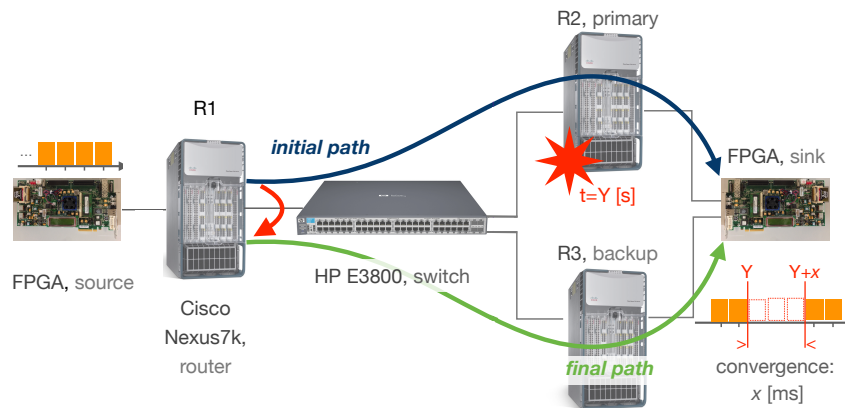 R2, primary
R1
...
initial path
FPGA, sink
t=Y [s]
FPGA, source
HP E3800, switch
R3, backup
Y
Y+x
Cisco
Nexus7k,
router
>
<
final path
convergence:
x [ms]